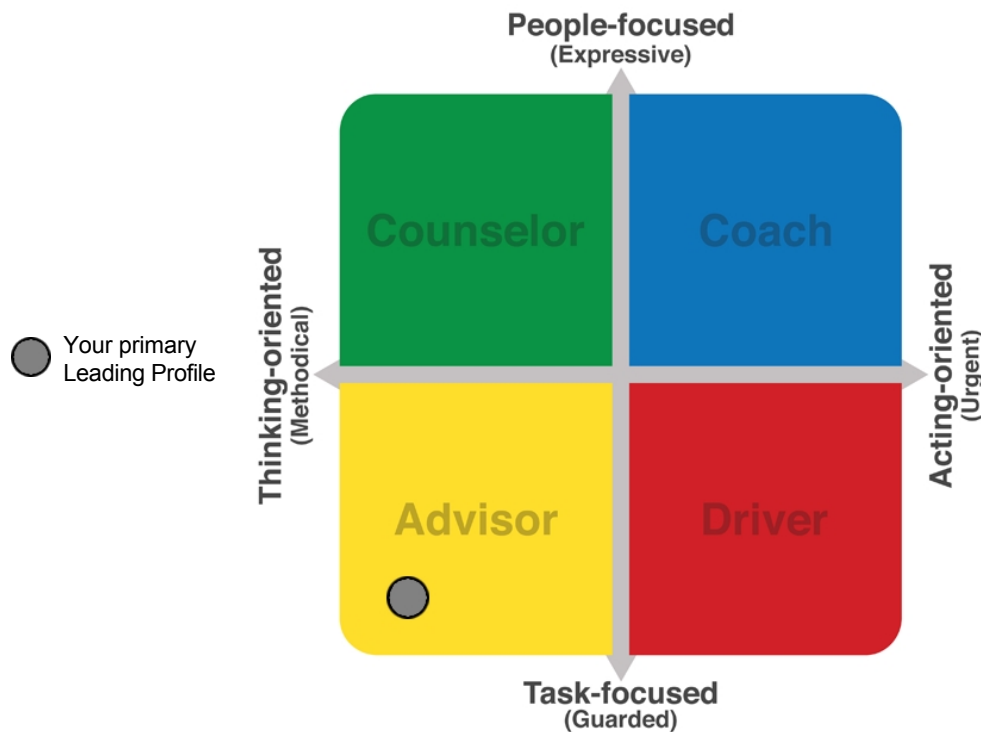 People-focused
(Expressive)
Counselor
Coach
Thinking-oriented
(Methodical)
Your primary
Leading Profile
Acting-oriented
(Urgent)
Advisor
Driver
Task-focused
(Guarded)